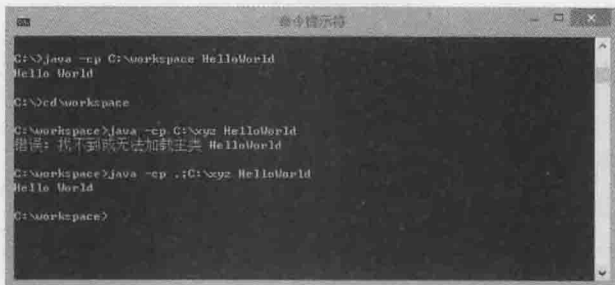 命令提示符
C:\>java -cp C:\workspace HelloWorld
Hello World
C:\>cd\workspace
C:\workspace>java -cp C:\xyz HelloWorld
错误: 找不到或无法加载主类 HelloWorld
C:\workspace>java -cp .;C:\xyz HelloWorld
Hello World
C:\workspace>